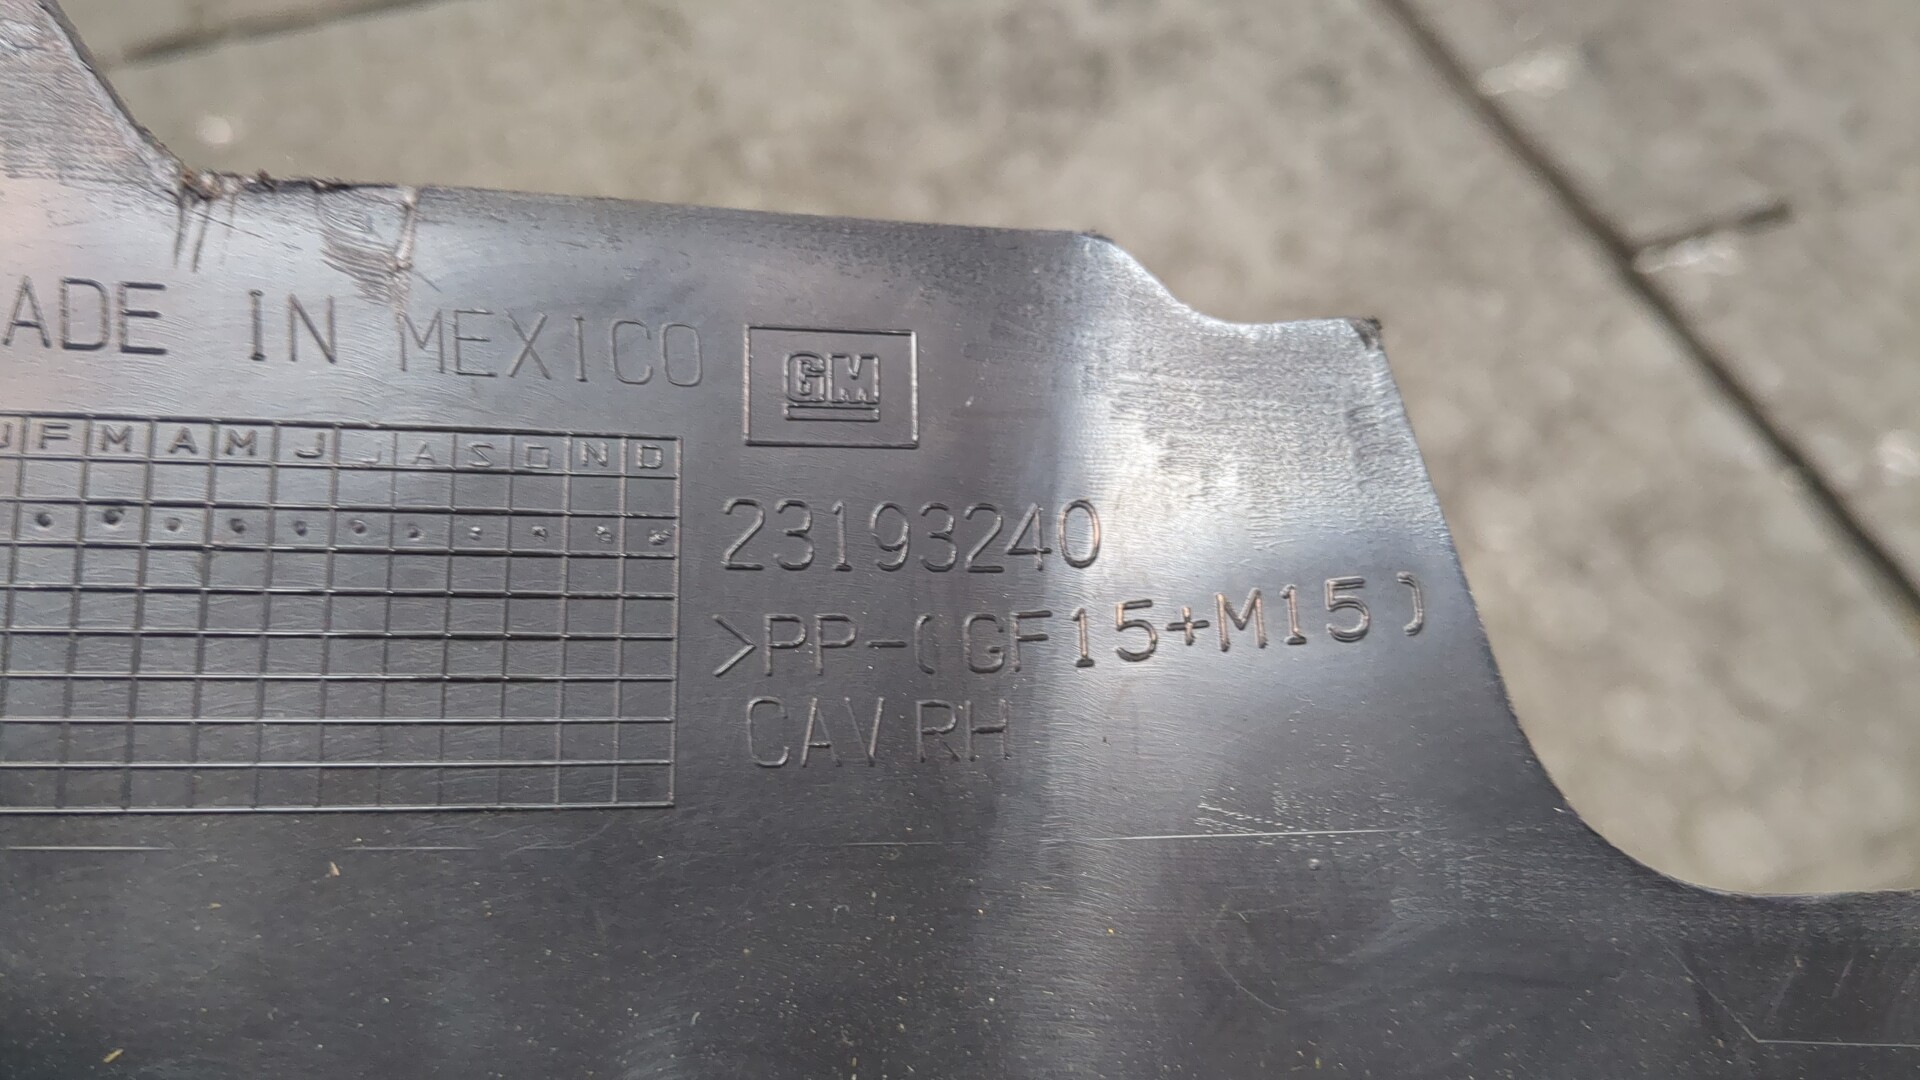 ADE IN MEXICO
GM
J F M A M J J A S O N D
23193240
>PP-(GF15+M15)
CAV RH